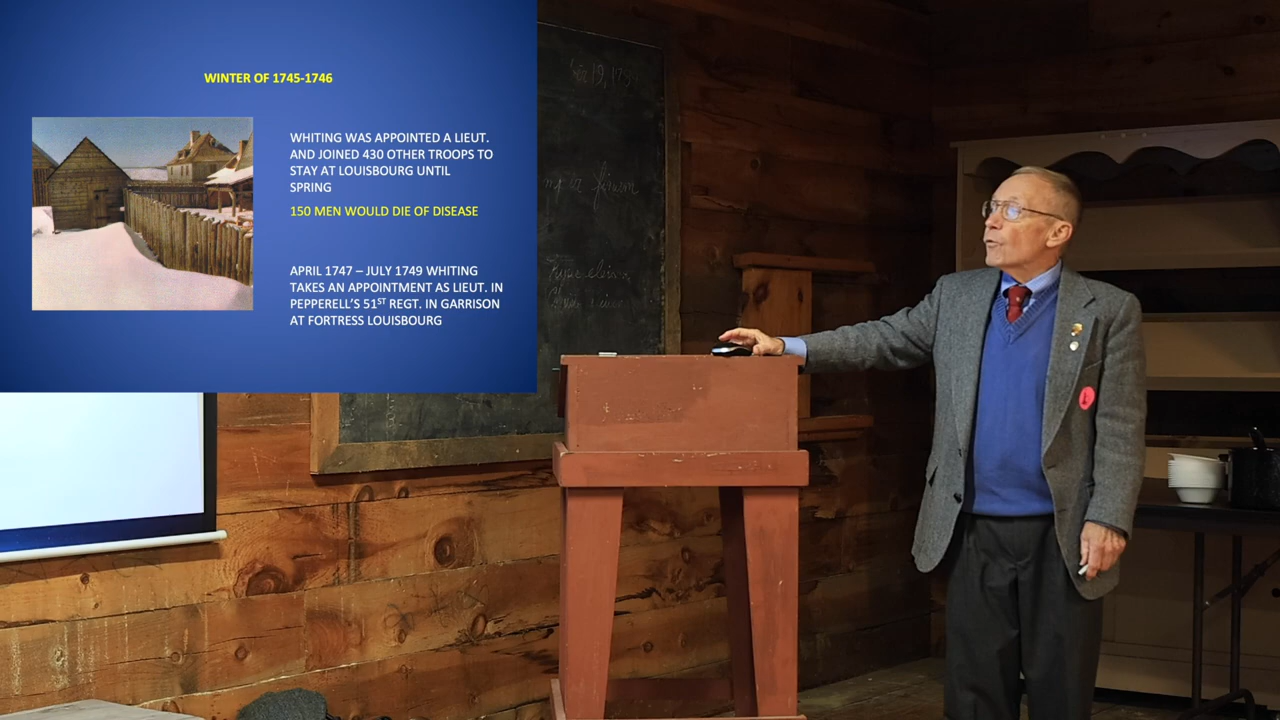 WINTER OF 1745-1746
WHITING WAS APPOINTED A LIEUT.
AND JOINED 430 OTHER TROOPS TO
STAY AT LOUISBOURG UNTIL
SPRING
150 MEN WOULD DIE OF DISEASE
APRIL 1747 – JULY 1749 WHITING
TAKES AN APPOINTMENT AS LIEUT. IN
PEPPERELL'S 51ST REGT. IN GARRISON
AT FORTRESS LOUISBOURG